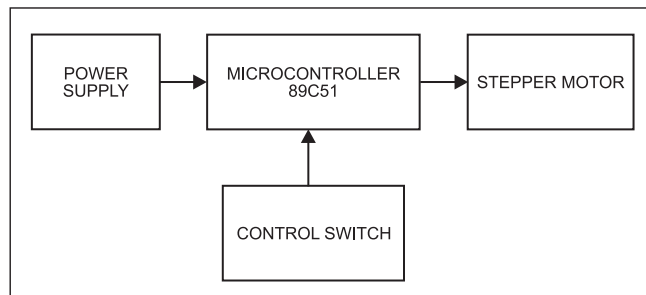 POWER
SUPPLY
MICROCONTROLLER
89C51
STEPPER MOTOR
CONTROL SWITCH